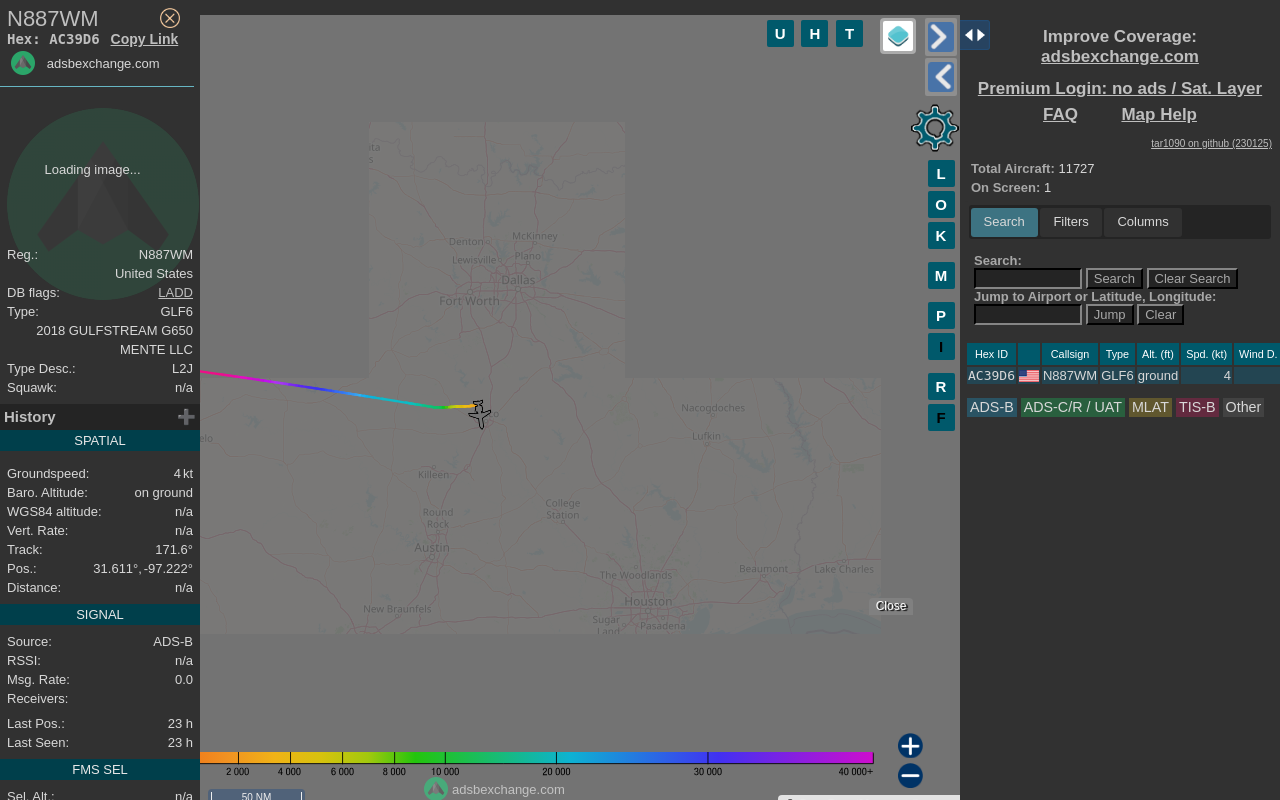 N887WM
Hex: AC39D6 Copy Link
adsbexchange.com
Loading image...
Reg.: N887WM
United States
DB flags: LADD
Type: GLF6
2018 GULFSTREAM G650
MENTE LLC
Type Desc.: L2J
Squawk: n/a
History
SPATIAL
Groundspeed: 4 kt
Baro. Altitude: on ground
WGS84 altitude: n/a
Vert. Rate: n/a
Track: 171.6°
Pos.: 31.611°, -97.222°
Distance: n/a
SIGNAL
Source: ADS-B
RSSI: n/a
Msg. Rate: 0.0
Receivers:
Last Pos.: 23 h
Last Seen: 23 h
FMS SEL
Sel. Alt.: n/a
U H T
L
O
K
M
P
I
R
F
Denton
McKinney
Lewisville
Plano
Dallas
Fort Worth
Nacogdoches
Lufkin
Killeen
College
Station
Round
Rock
Austin
The Woodlands
Beaumont
Lake Charles
New Braunfels
Houston
Sugar
Land
Pasadena
Close
2 000 4 000 6 000 8 000 10 000 20 000 30 000 40 000+
50 NM
adsbexchange.com
Improve Coverage:
adsbexchange.com
Premium Login: no ads / Sat. Layer
FAQ Map Help
tar1090 on github (230125)
Total Aircraft: 11727
On Screen: 1
Search Filters Columns
Search:
Search Clear Search
Jump to Airport or Latitude, Longitude:
Jump Clear
Hex ID Callsign Type Alt. (ft) Spd. (kt) Wind D.
AC39D6 N887WM GLF6 ground 4
ADS-B ADS-C/R / UAT MLAT TIS-B Other